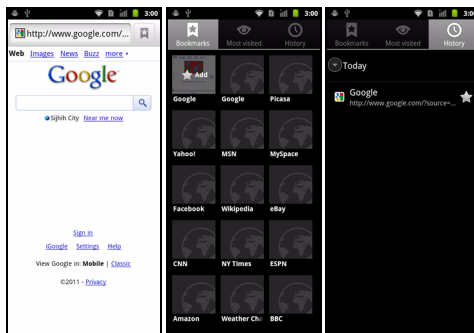 3:00
http://www.google.com/...
Web Images News Buzz more
Google
Sijhih City Near me now
Sign in
iGoogle Settings Help
View Google in: Mobile | Classic
©2011 - Privacy
3:00
Bookmarks Most visited History
Add
Google Google Picasa
Yahoo! MSN MySpace
Facebook Wikipedia eBay
CNN NY Times ESPN
Amazon Weather Cha BBC
3:00
Bookmarks Most visited History
Today
Google
http://www.google.com/?source=...